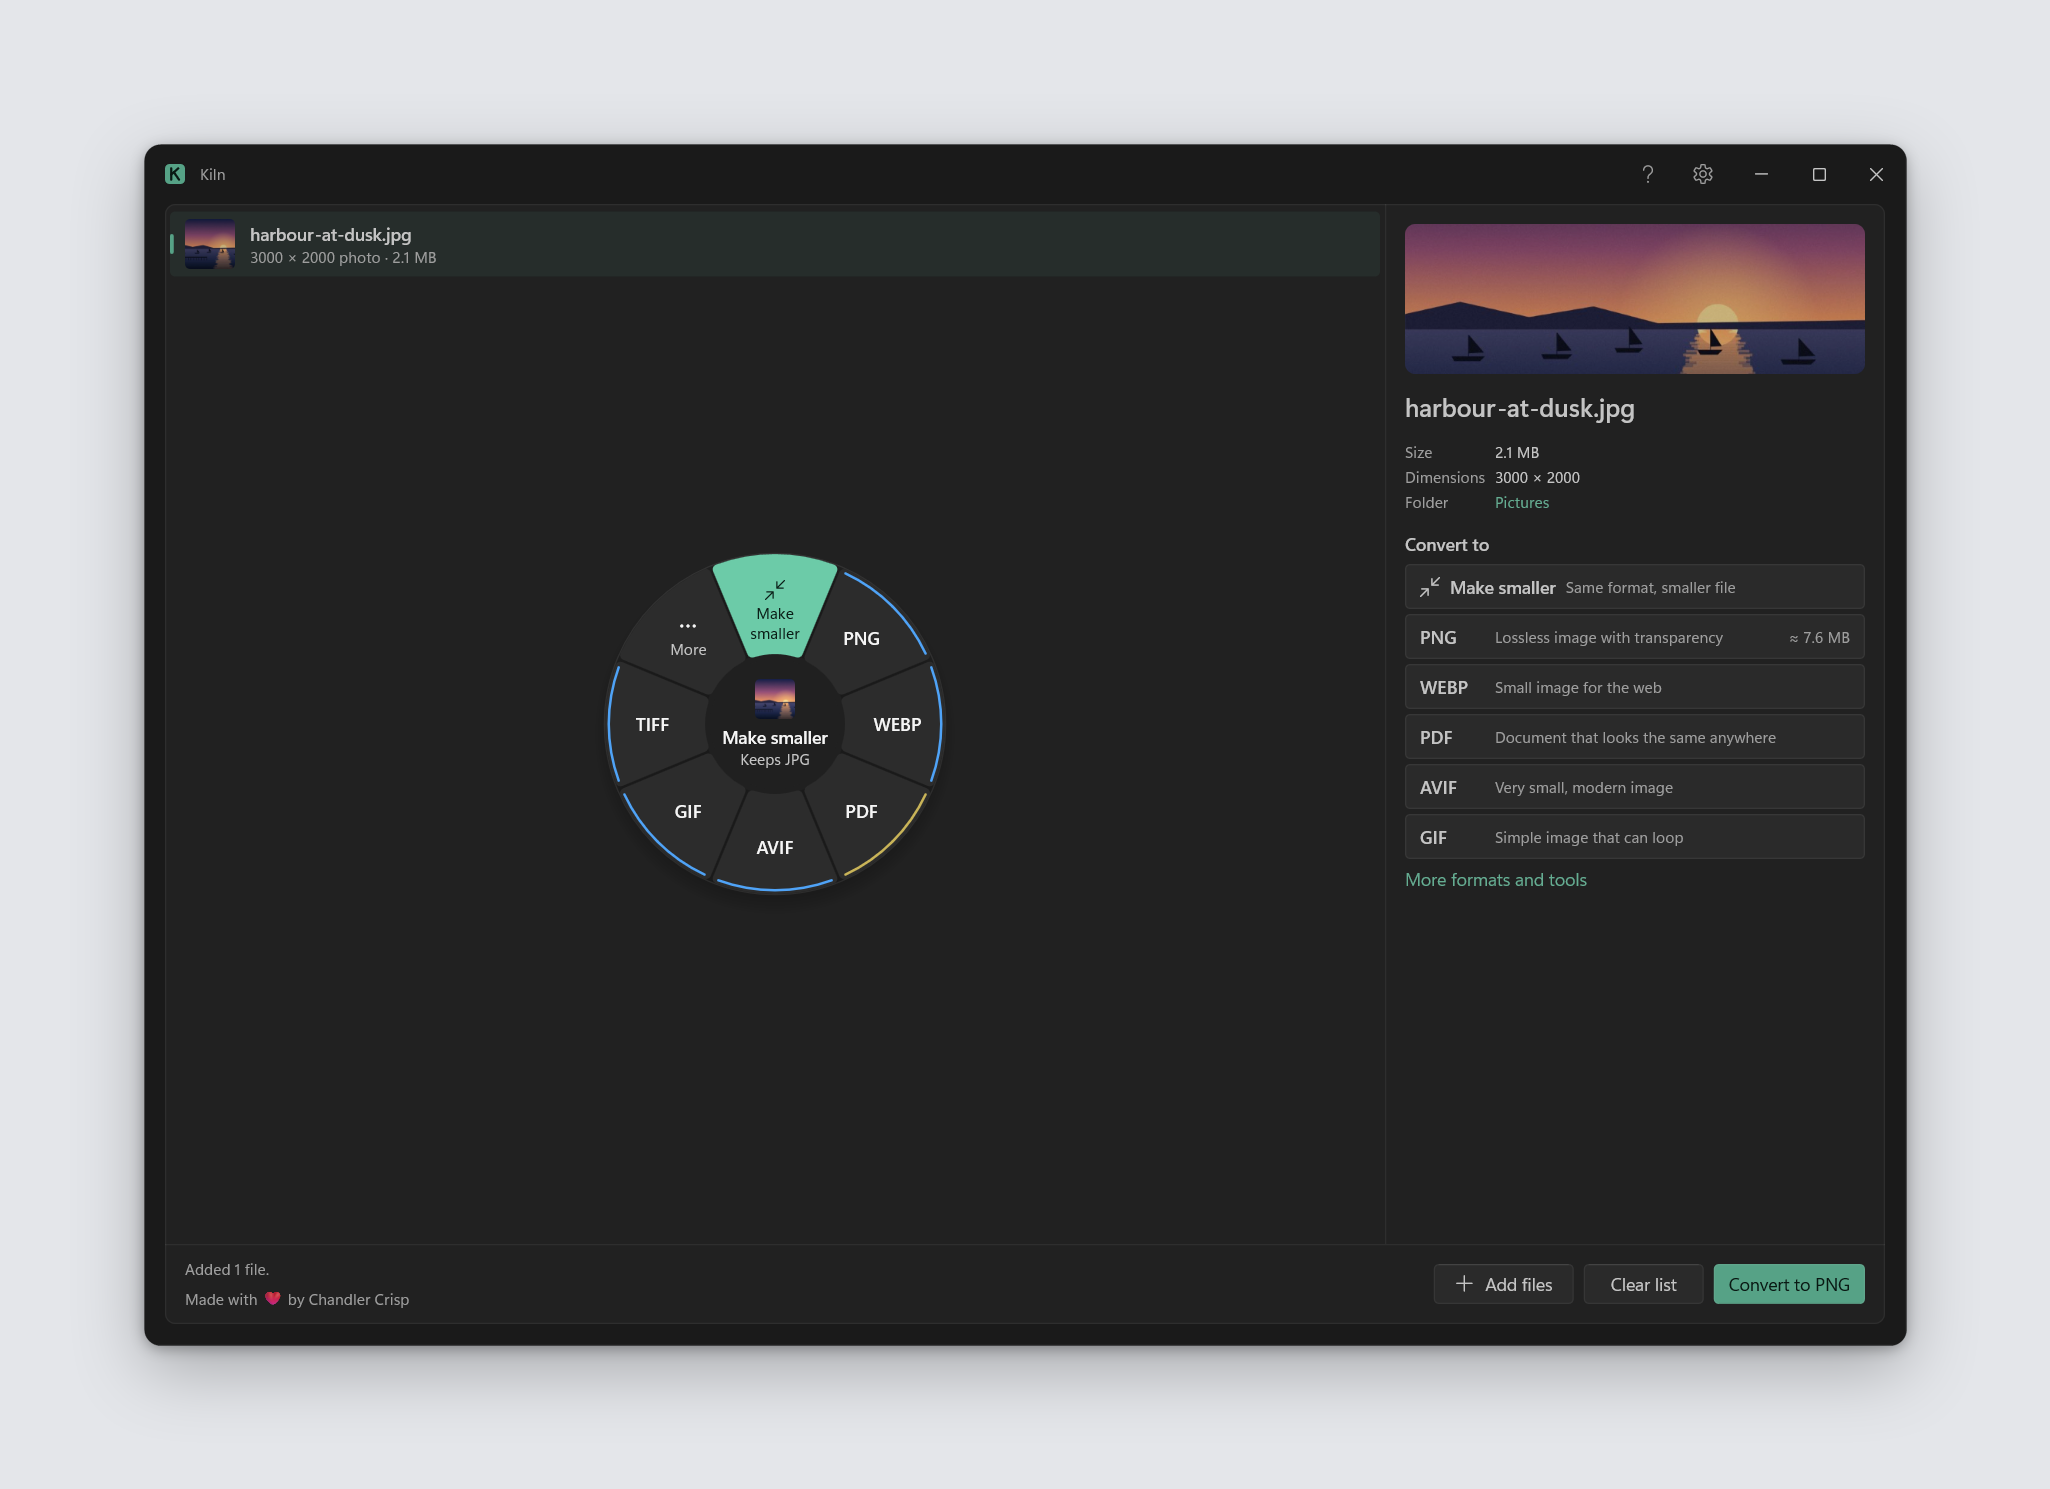 K Kiln
harbour-at-dusk.jpg
3000 × 2000 photo · 2.1 MB
Make
smaller
PNG
WEBP
PDF
AVIF
GIF
TIFF
More
Make smaller
Keeps JPG
harbour-at-dusk.jpg
Size 2.1 MB
Dimensions 3000 × 2000
Folder Pictures
Convert to
Make smaller Same format, smaller file
PNG Lossless image with transparency ≈ 7.6 MB
WEBP Small image for the web
PDF Document that looks the same anywhere
AVIF Very small, modern image
GIF Simple image that can loop
More formats and tools
Added 1 file.
Made with ❤ by Chandler Crisp
Add files Clear list Convert to PNG